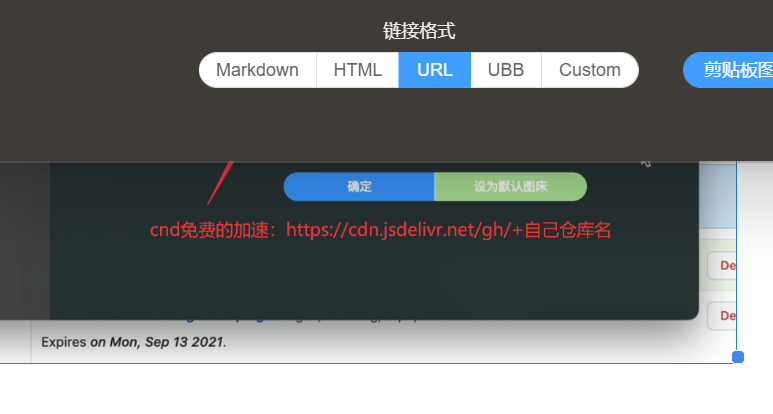 链接格式
Markdown HTML URL UBB Custom 剪贴板图
确定 设为默认图床
cnd免费的加速：https://cdn.jsdelivr.net/gh/+自己仓库名
De
De
Expires on Mon, Sep 13 2021.